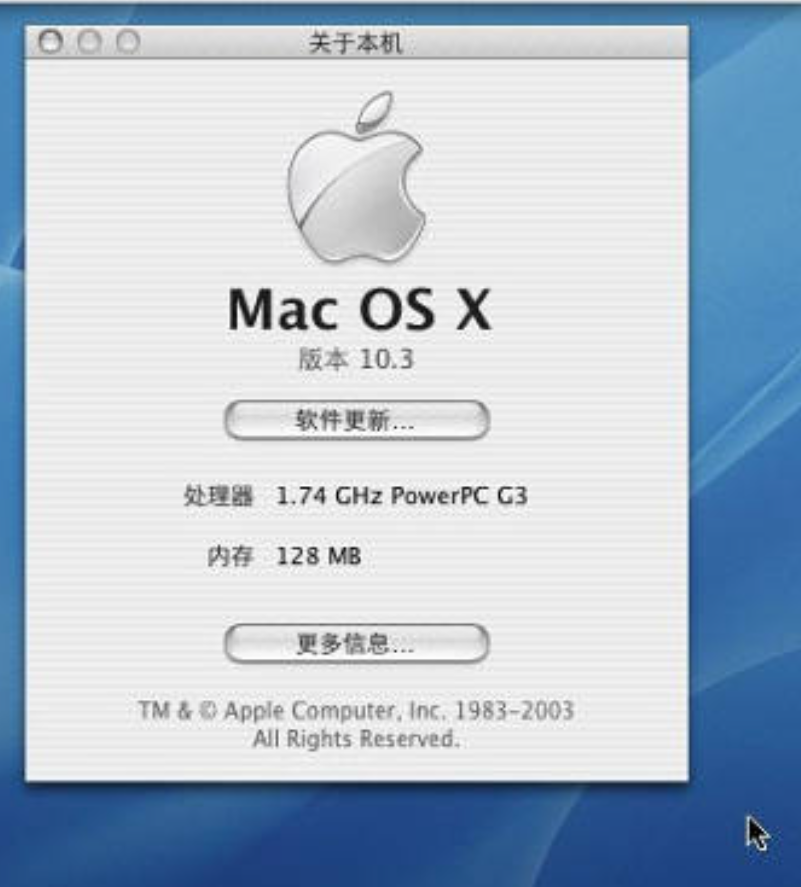 关于本机
Mac OS X
版本 10.3
软件更新...
处理器 1.74 GHz PowerPC G3
内存 128 MB
更多信息...
TM & © Apple Computer, Inc. 1983-2003
All Rights Reserved.